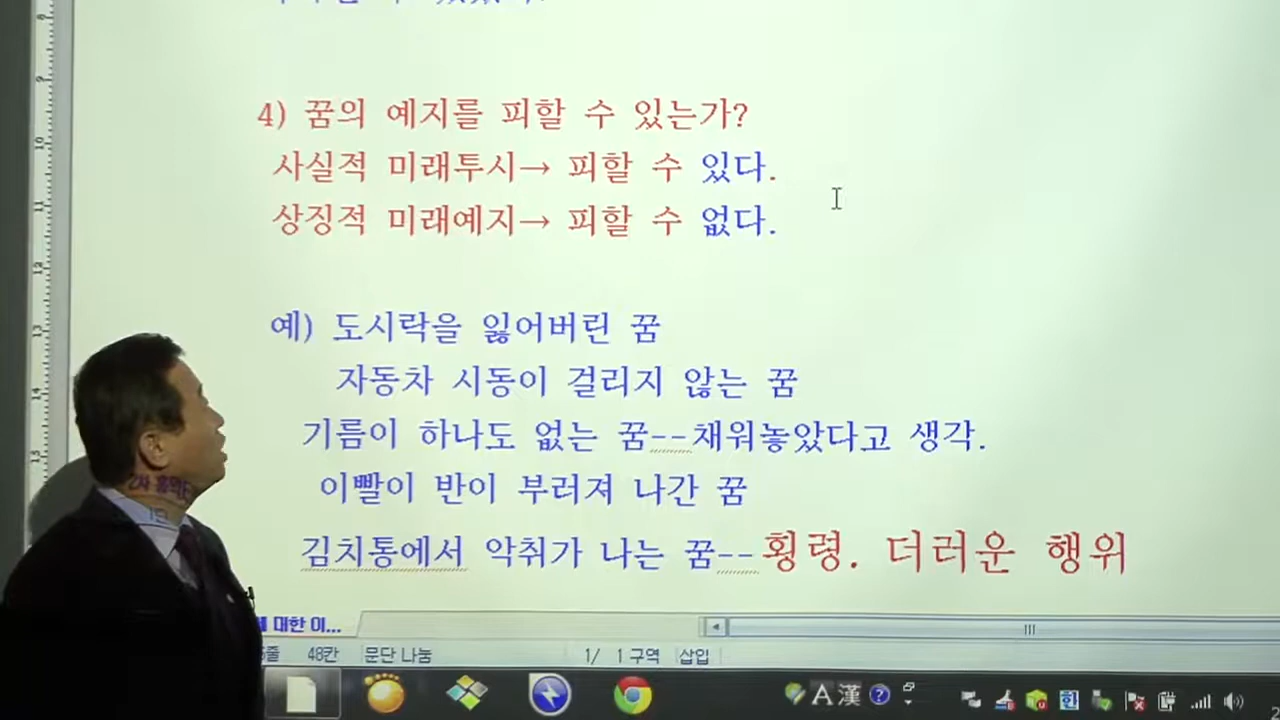 4) 꿈의 예지를 피할 수 있는가?
사실적 미래투시→ 피할 수 있다.
상징적 미래예지→ 피할 수 없다.
예) 도시락을 잃어버린 꿈
자동차 시동이 걸리지 않는 꿈
기름이 하나도 없는 꿈--채워놓았다고 생각.
이빨이 반이 부러져 나간 꿈
김치통에서 악취가 나는 꿈--횡령. 더러운 행위
대한 이...
48칸 문단 나눔 1/ 1 구역 삽입
A 漢